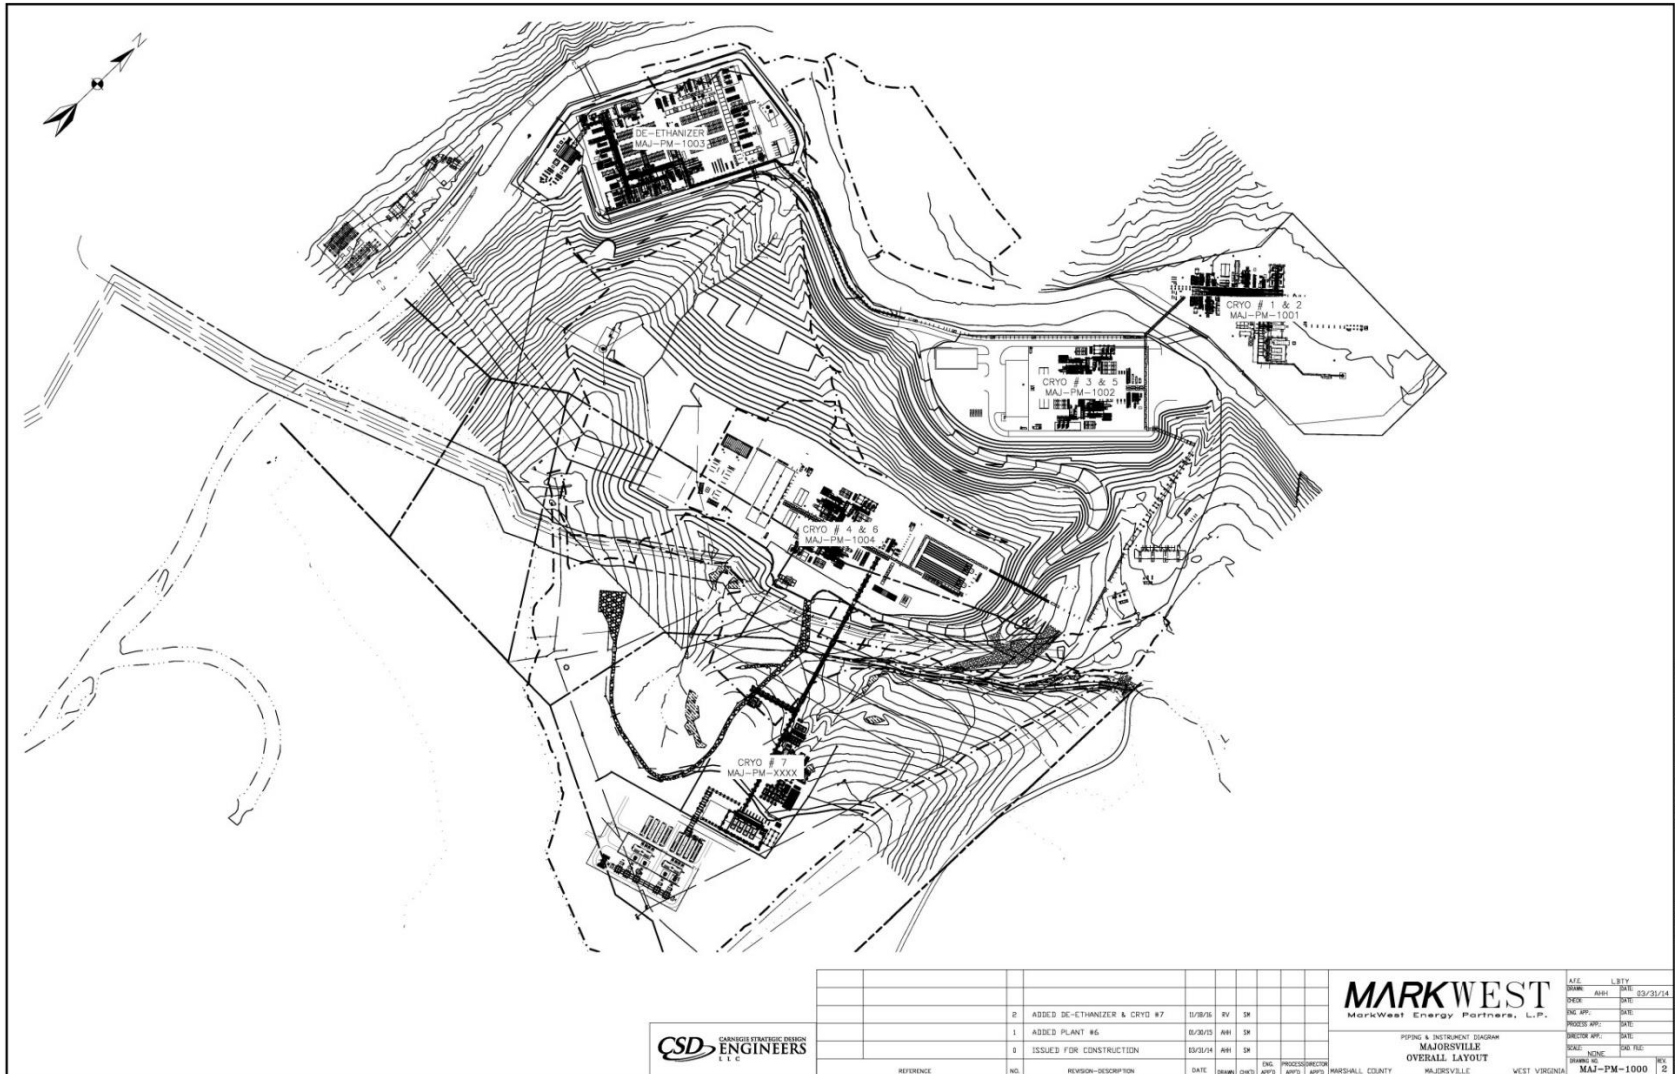 N
DE-ETHANIZER
MAJ-PM-1003
CRYO # 1 & 2
MAJ-PM-1001
CRYO # 3 & 5
MAJ-PM-1002
CRYO # 4 & 6
MAJ-PM-1004
CRYO # 7
MAJ-PM-XXXX
CSD CARNEGIE STRATEGIC DESIGN
ENGINEERS
LLC
2 ADDED DE-ETHANIZER & CRYO #7 11/18/16 RV SM
1 ADDED PLANT #6 01/30/15 AHH SM
0 ISSUED FOR CONSTRUCTION 03/31/14 AHH SM
REFERENCE NO. REVISION-DESCRIPTION DATE DRAWN CHK'D ENG. APP'D PROCESS APP'D DIRECTOR APP'D
MARKWEST
MarkWest Energy Partners, L.P.
PIPING & INSTRUMENT DIAGRAM
MAJORSVILLE
OVERALL LAYOUT
MARSHALL COUNTY MAJORSVILLE WEST VIRGINIA
A.F.E. LBTY
DRAWN: AHH DATE: 03/31/14
CHECK: DATE:
ENG. APP.: DATE:
PROCESS APP.: DATE:
DIRECTOR APP.: DATE:
SCALE: NONE CAD FILE:
DRAWING NO. MAJ-PM-1000 REV. 2